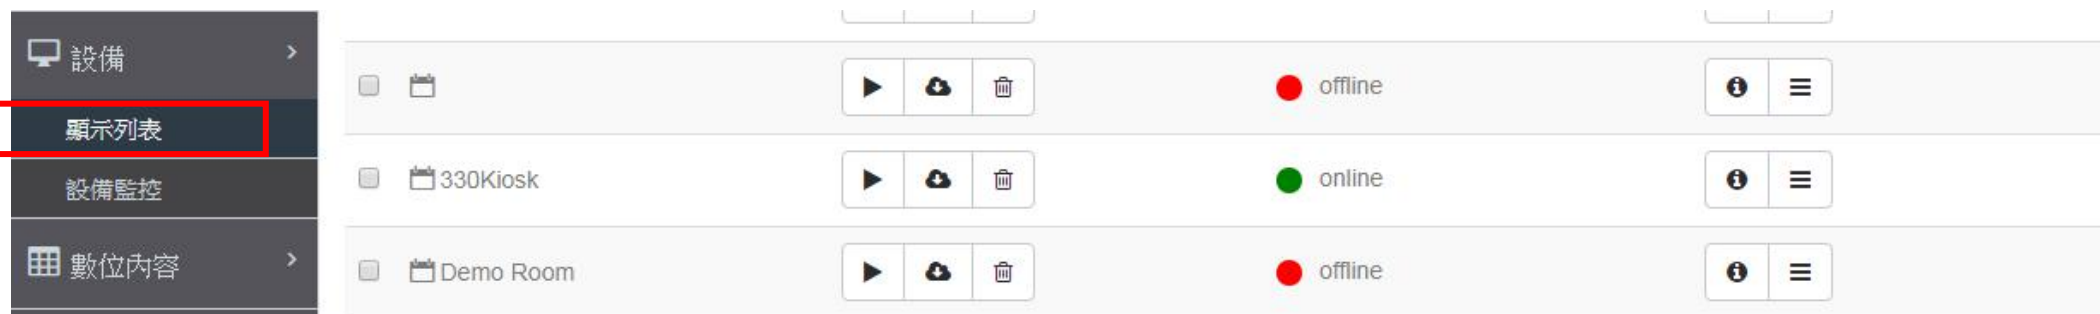 設備
顯示列表
設備監控
數位內容
offline
330Kiosk online
Demo Room offline